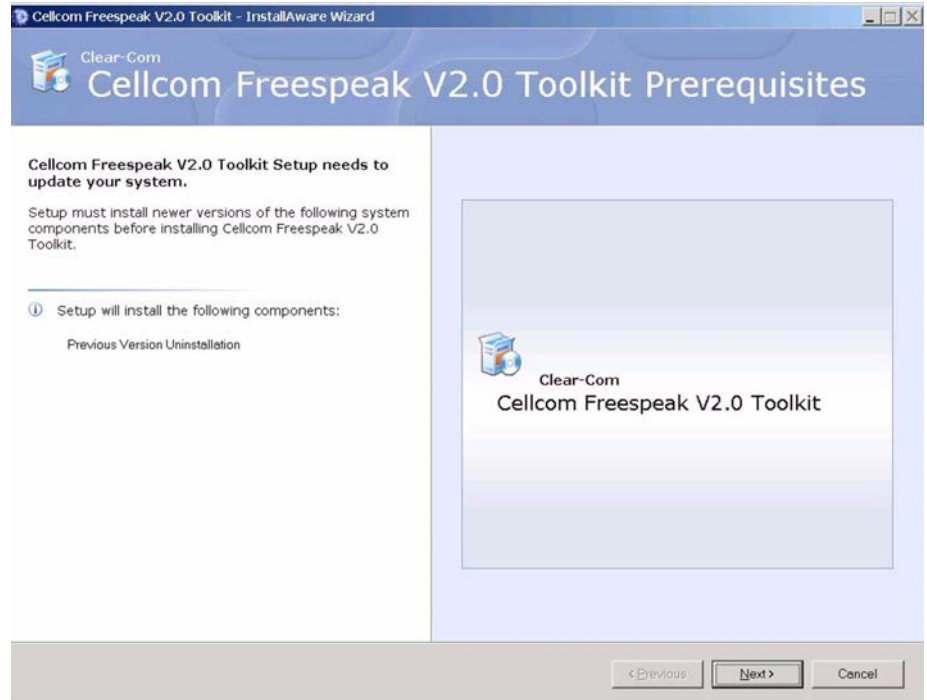 Cellcom Freespeak V2.0 Toolkit - InstallAware Wizard
Clear-Com
Cellcom Freespeak V2.0 Toolkit Prerequisites
Cellcom Freespeak V2.0 Toolkit Setup needs to
update your system.
Setup must install newer versions of the following system
components before installing Cellcom Freespeak V2.0
Toolkit.
Setup will install the following components:
Previous Version Uninstallation
Clear-Com
Cellcom Freespeak V2.0 Toolkit
< Previous
Next >
Cancel